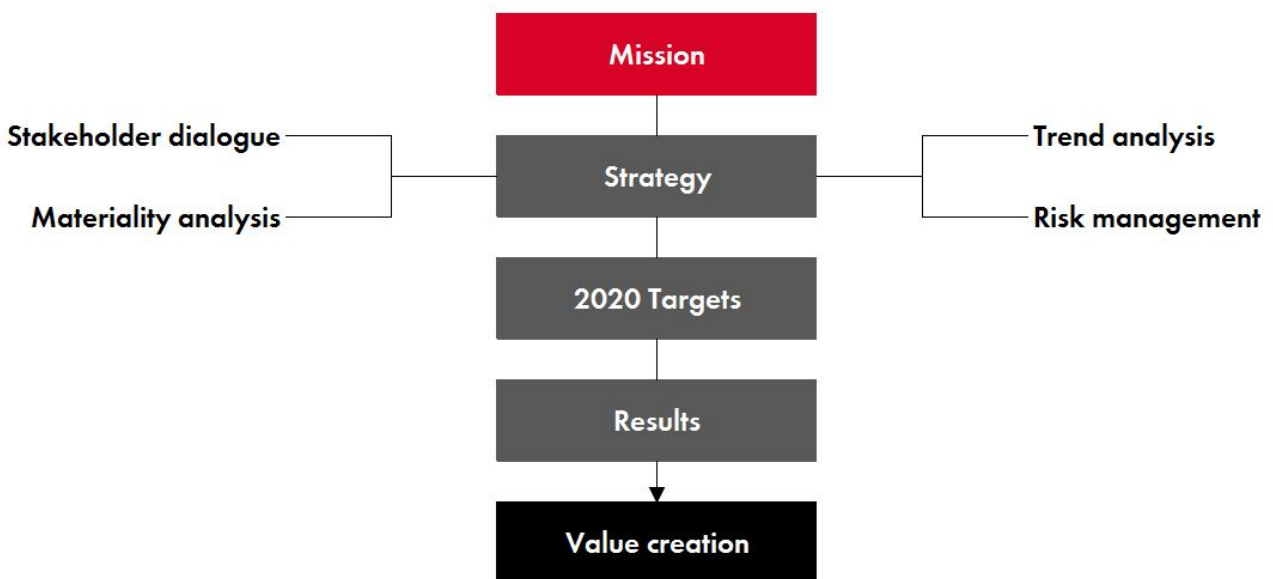 Mission
Stakeholder dialogue
Trend analysis
Strategy
Materiality analysis
Risk management
2020 Targets
Results
Value creation